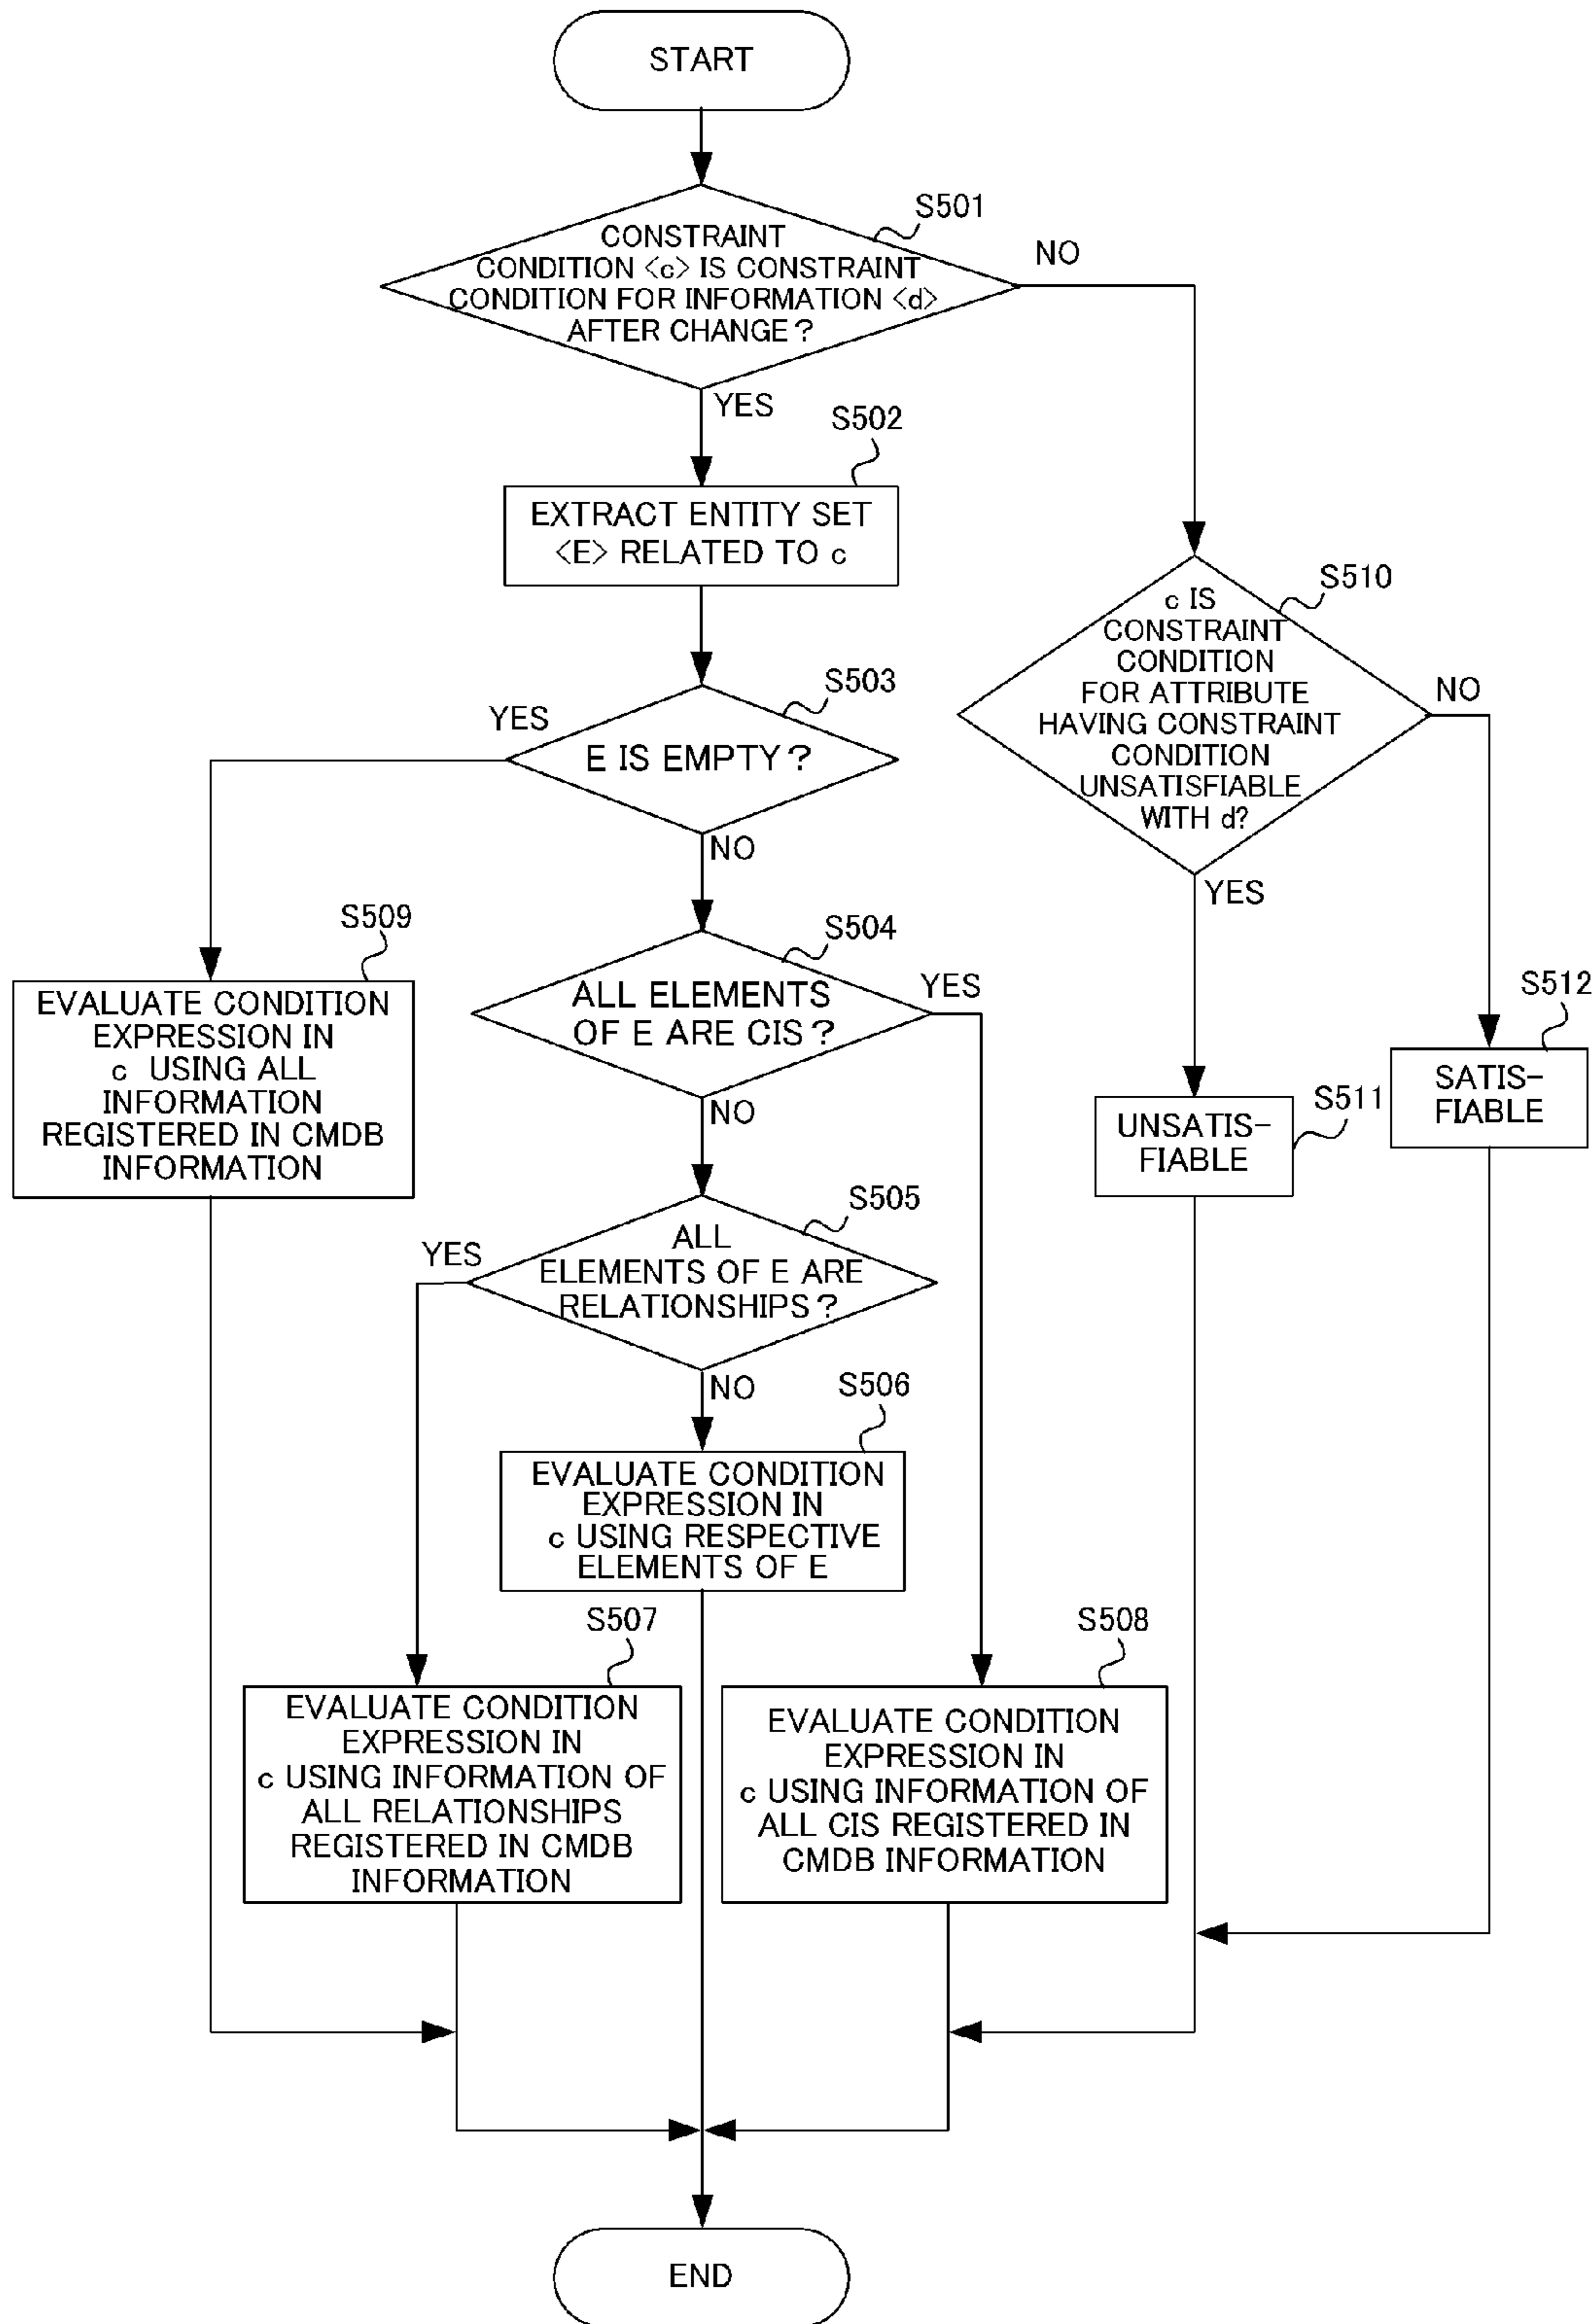 START
S501
CONSTRAINT
CONDITION <c> IS CONSTRAINT
CONDITION FOR INFORMATION <d>
AFTER CHANGE?
NO
YES
S502
EXTRACT ENTITY SET
<E> RELATED TO c
S503
YES
E IS EMPTY?
NO
S510
c IS
CONSTRAINT
CONDITION
FOR ATTRIBUTE
HAVING CONSTRAINT
CONDITION
UNSATISFIABLE
WITH d?
NO
YES
S509
EVALUATE CONDITION
EXPRESSION IN
c USING ALL
INFORMATION
REGISTERED IN CMDB
INFORMATION
S504
ALL ELEMENTS
OF E ARE CIS?
YES
NO
S512
SATIS-
FIABLE
S511
UNSATIS-
FIABLE
S505
YES
ALL
ELEMENTS OF E ARE
RELATIONSHIPS?
NO
S506
EVALUATE CONDITION
EXPRESSION IN
c USING RESPECTIVE
ELEMENTS OF E
S507
EVALUATE CONDITION
EXPRESSION IN
c USING INFORMATION OF
ALL RELATIONSHIPS
REGISTERED IN CMDB
INFORMATION
S508
EVALUATE CONDITION
EXPRESSION IN
c USING INFORMATION OF
ALL CIS REGISTERED IN
CMDB INFORMATION
END